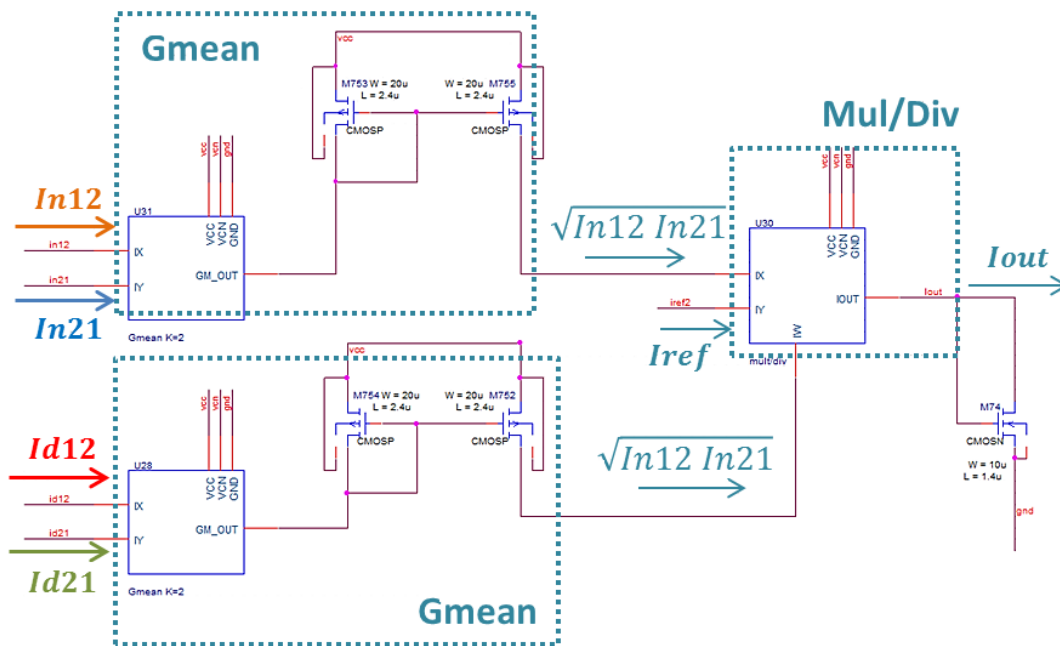 Gmean
vcc
M753 W = 20u
L = 2.4u
CMOSP
W = 20u M755
L = 2.4u
CMOSP
Mul/Div
vcc
vcn
gnd
In12
U31
in12
IX
VCC
VCN
GND
GM_OUT
in21
IY
In21
Gmean K=2
√In12 In21
vcc
vcn
gnd
U30
IX
VCC
VCN
GND
Iout
iref2
IY
IOUT
Iout
IW
Iref
mult/div
vcc
M754 W = 20u
L = 2.4u
CMOSP
W = 20u M752
L = 2.4u
CMOSP
M74
CMOSN
W = 10u
L = 1.4u
gnd
vcc
vcn
gnd
Id12
U28
id12
IX
VCC
VCN
GND
GM_OUT
id21
IY
Id21
Gmean K=2
√In12 In21
Gmean